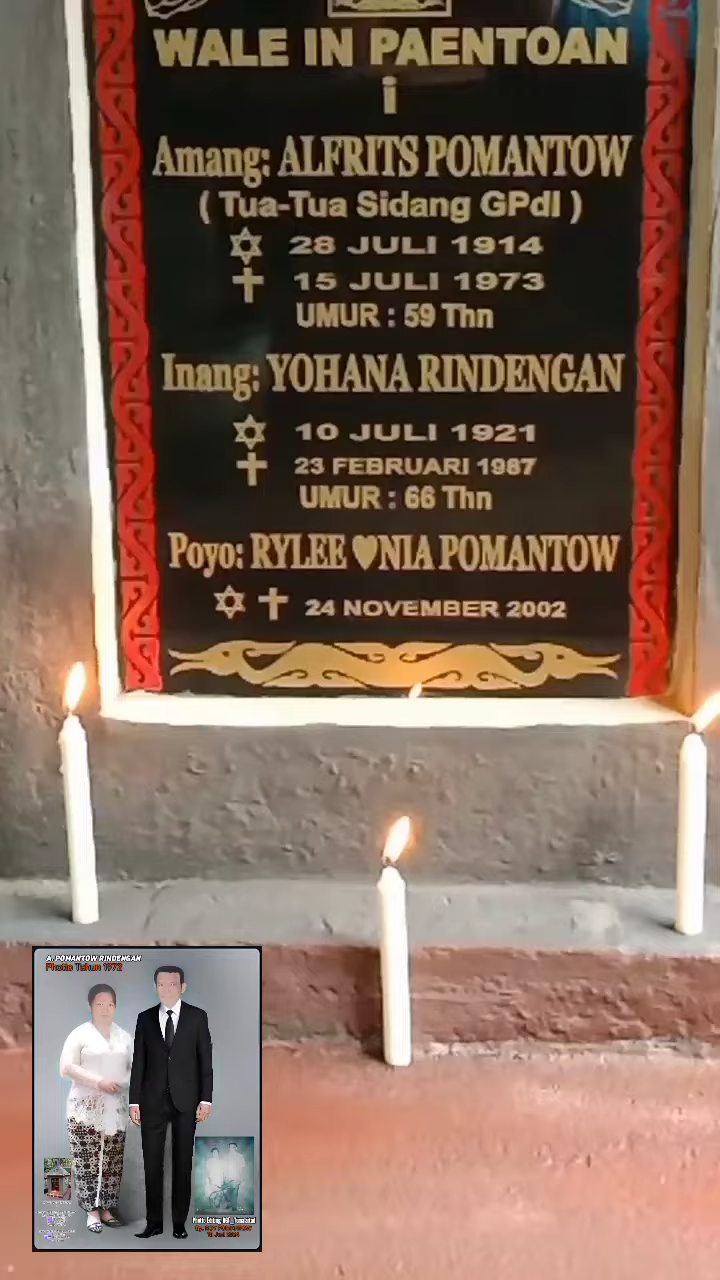 WALE IN PAENTOAN
i
Amang: ALFRITS POMANTOW
( Tua-Tua Sidang GPdI )
28 JULI 1914
15 JULI 1973
UMUR : 59 Thn
Inang: YOHANA RINDENGAN
10 JULI 1921
23 FEBRUARI 1987
UMUR : 66 Thn
Poyo: RYLEE ♥NIA POMANTOW
24 NOVEMBER 2002
A. POMANTOW RINDENGAN
Photo Tahun 1972